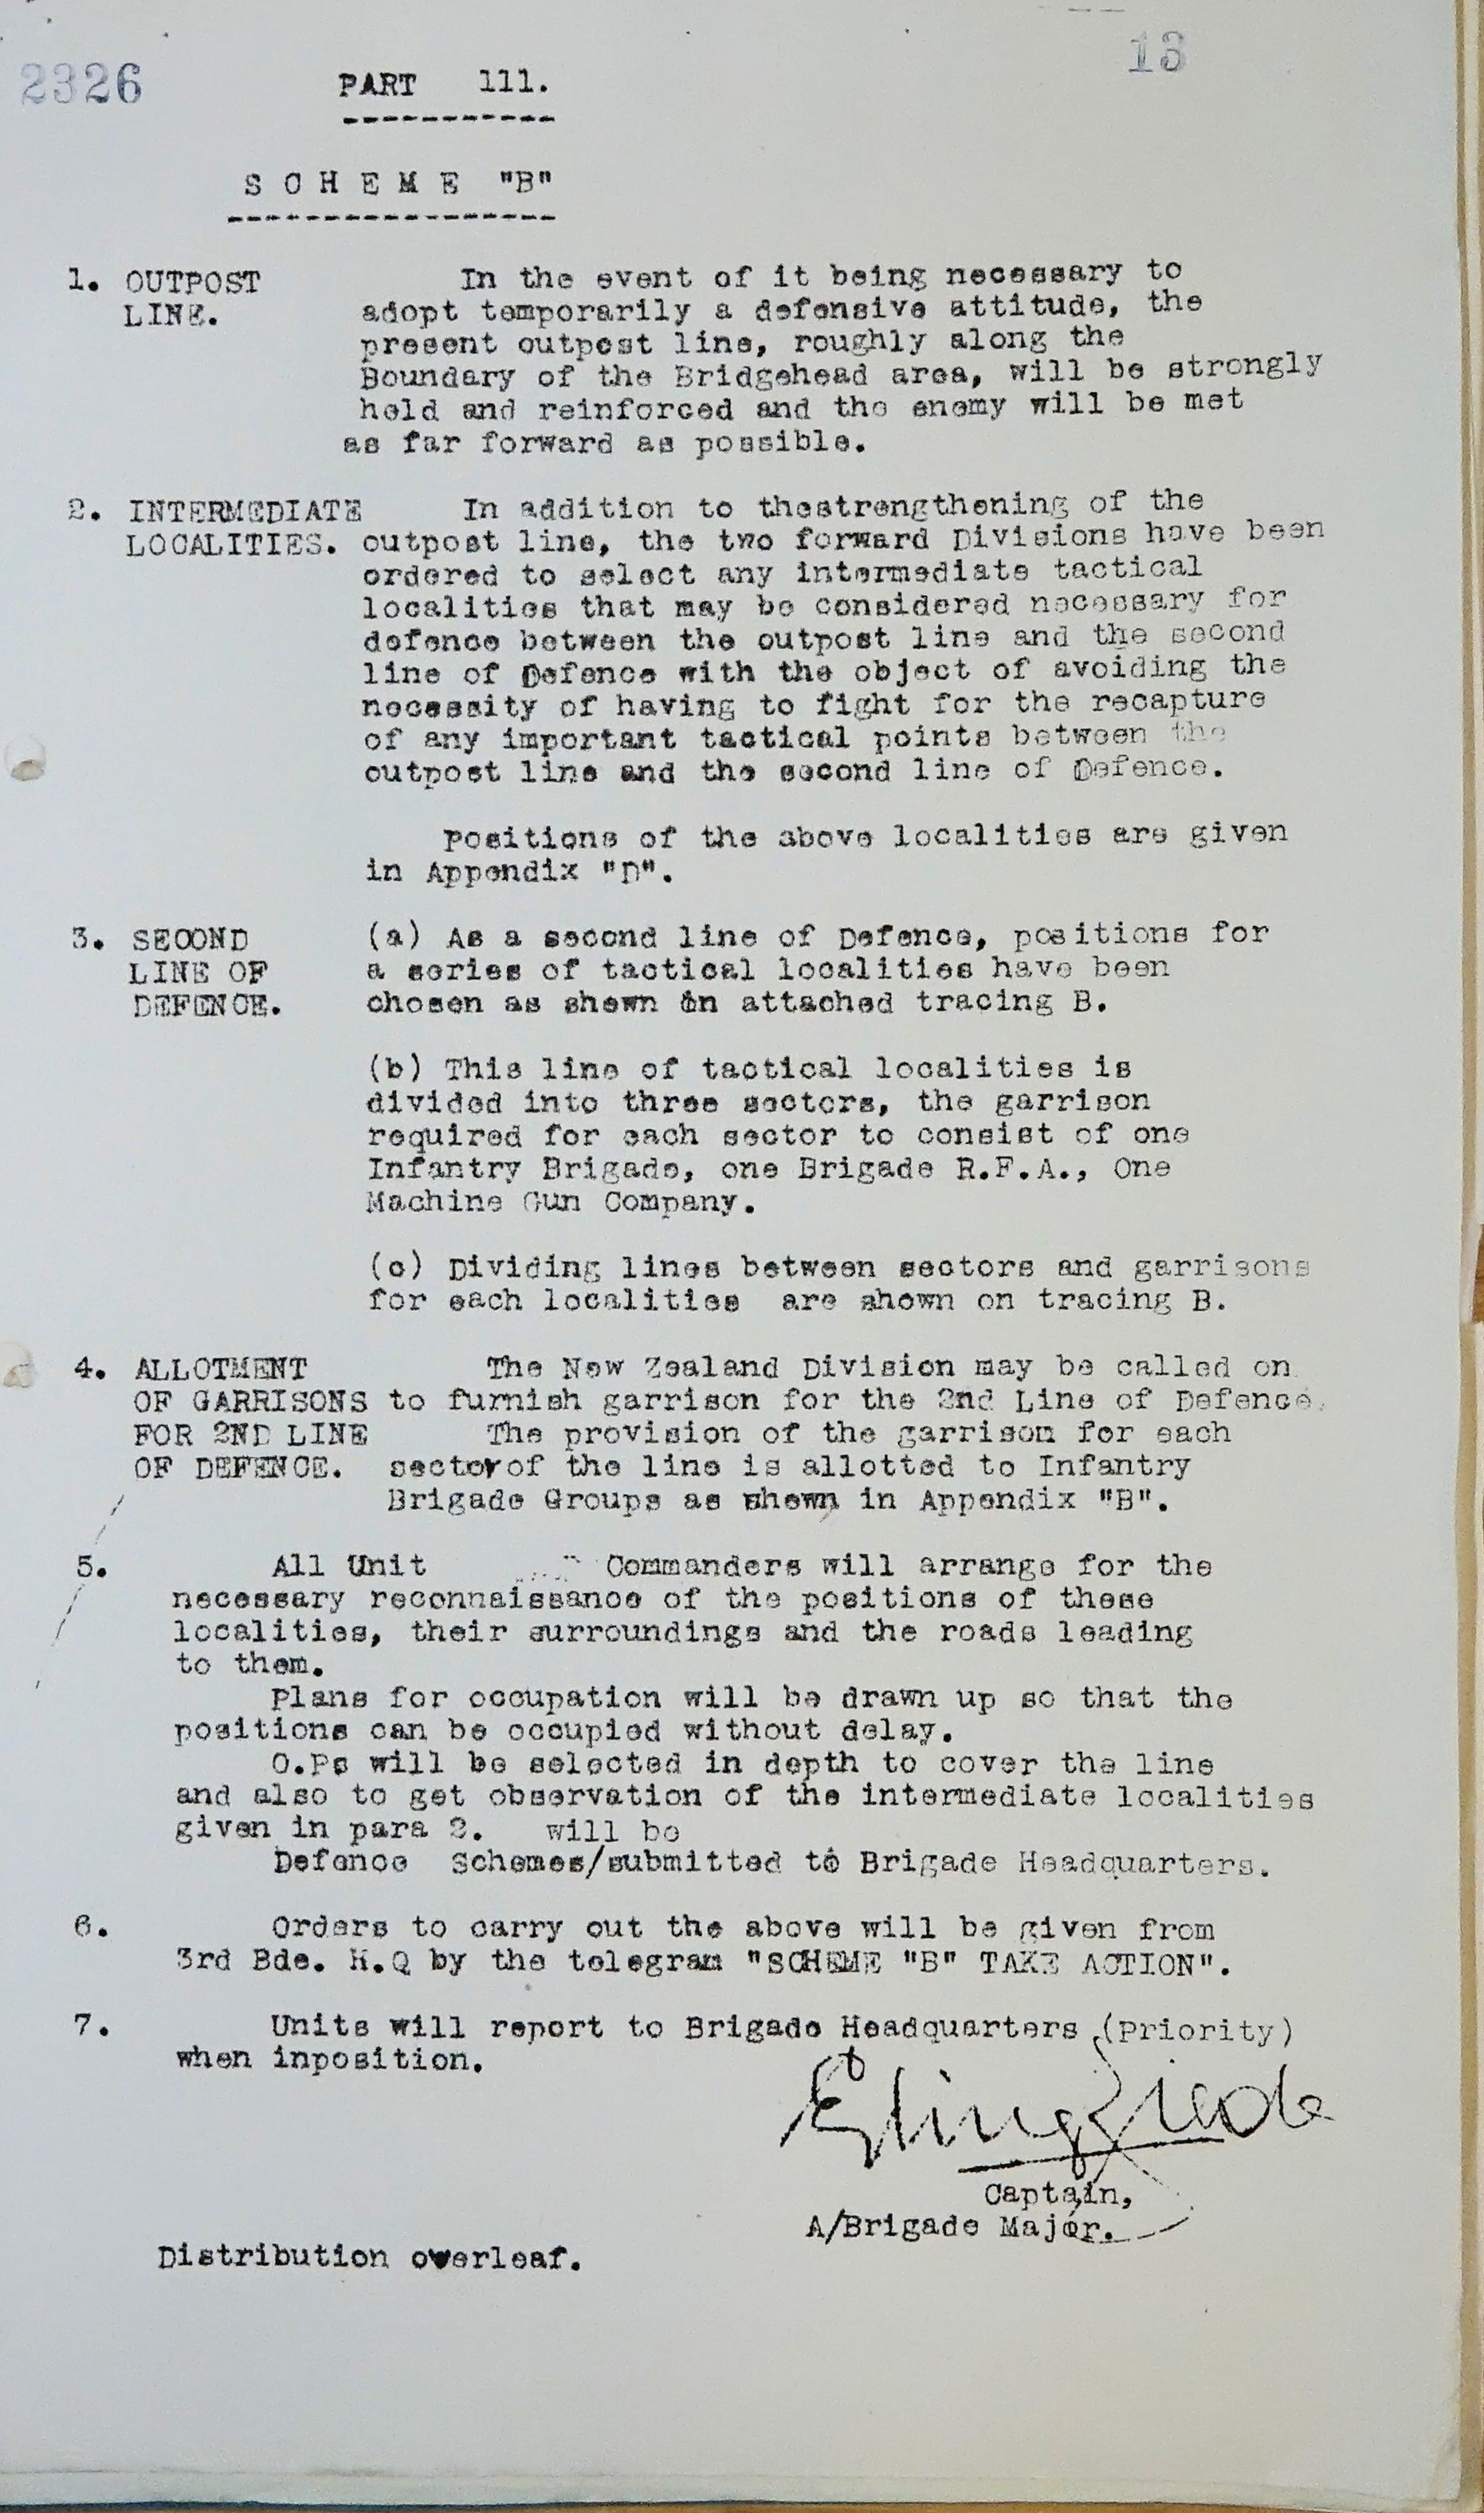 2326
13
PART 111.
SCHEME "B"
1. OUTPOST In the event of it being necessary to
LINE. adopt temporarily a defensive attitude, the
present outpost line, roughly along the
Boundary of the Bridgehead area, will be strongly
held and reinforced and the enemy will be met
as far forward as possible.
2. INTERMEDIATE In addition to thestrengthening of the
LOCALITIES. outpost line, the two forward Divisions have been
ordered to select any intermediate tactical
localities that may be considered necessary for
defence between the outpost line and the second
line of Defence with the object of avoiding the
necessity of having to fight for the recapture
of any important tactical points between the
outpost line and the second line of Defence.
Positions of the above localities are given
in Appendix "D".
3. SECOND (a) As a second line of Defence, positions for
LINE OF a series of tactical localities have been
DEFENCE. chosen as shewn in attached tracing B.
(b) This line of tactical localities is
divided into three sectors, the garrison
required for each sector to consist of one
Infantry Brigade, one Brigade R.F.A., One
Machine Gun Company.
(c) Dividing lines between sectors and garrisons
for each localities are shown on tracing B.
4. ALLOTMENT The New Zealand Division may be called on
OF GARRISONS to furnish garrison for the 2nd Line of Defence.
FOR 2ND LINE The provision of the garrison for each
OF DEFENCE. sector of the line is allotted to Infantry
Brigade Groups as shewn in Appendix "B".
5. All Unit Commanders will arrange for the
necessary reconnaissance of the positions of these
localities, their surroundings and the roads leading
to them.
Plans for occupation will be drawn up so that the
positions can be occupied without delay.
O.Ps will be selected in depth to cover the line
and also to get observation of the intermediate localities
given in para 2. will be
Defence Schemes/submitted to Brigade Headquarters.
6. Orders to carry out the above will be given from
3rd Bde. H.Q by the telegram "SCHEME "B" TAKE ACTION".
7. Units will report to Brigade Headquarters (Priority)
when inposition.
Captain,
A/Brigade Major.
Distribution overleaf.